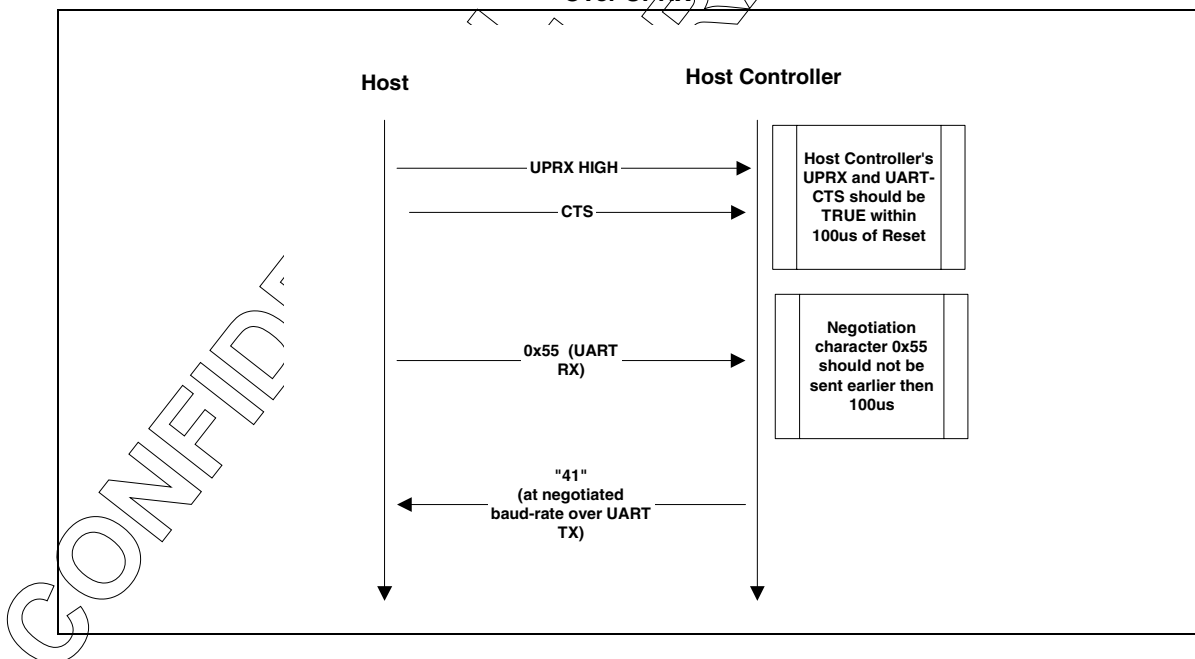 Host
Host Controller
UPRX HIGH
CTS
Host Controller's
UPRX and UART-
CTS should be
TRUE within
100us of Reset
0x55 (UART
RX)
Negotiation
character 0x55
should not be
sent earlier then
100us
"41"
(at negotiated
baud-rate over UART
TX)